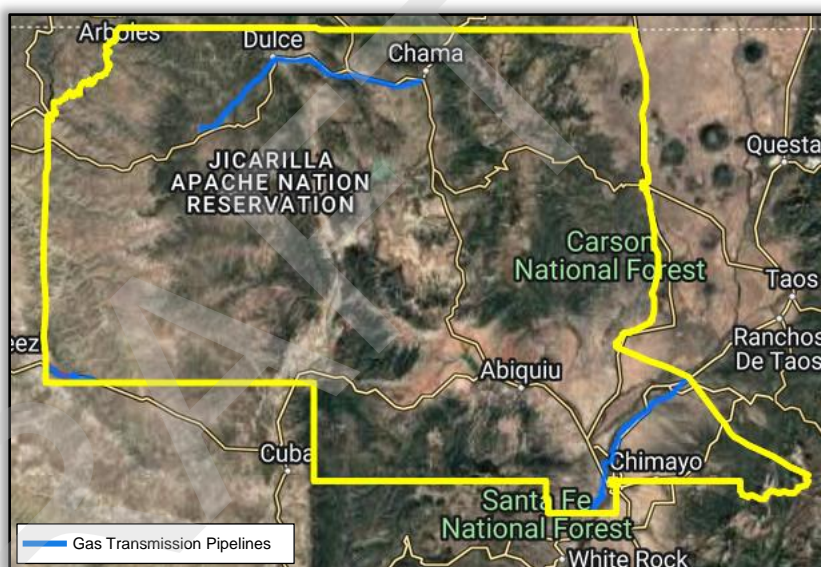 Arboles
Dulce
Chama
Questa
JICARILLA
APACHE NATION
RESERVATION
Carson
National Forest
Taos
Ranchos
De Taos
eez
Abiquiu
Cuba
Chimayo
Santa Fe
National Forest
White Rock
Gas Transmission Pipelines